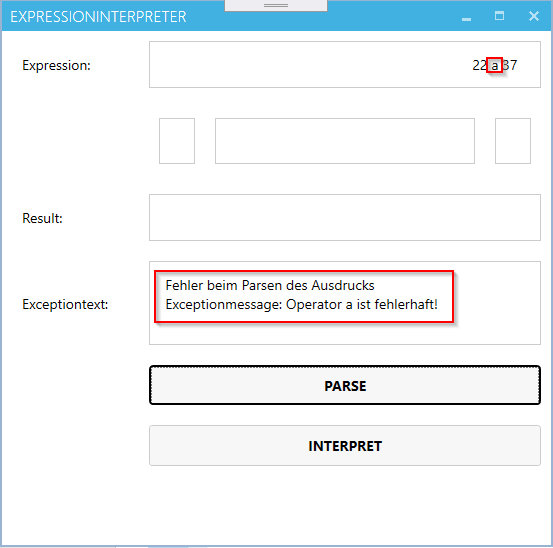 EXPRESSIONINTERPRETER
Expression:
22 a 37
Result:
Exceptiontext:
Fehler beim Parsen des Ausdrucks
Exceptionmessage: Operator a ist fehlerhaft!
PARSE
INTERPRET